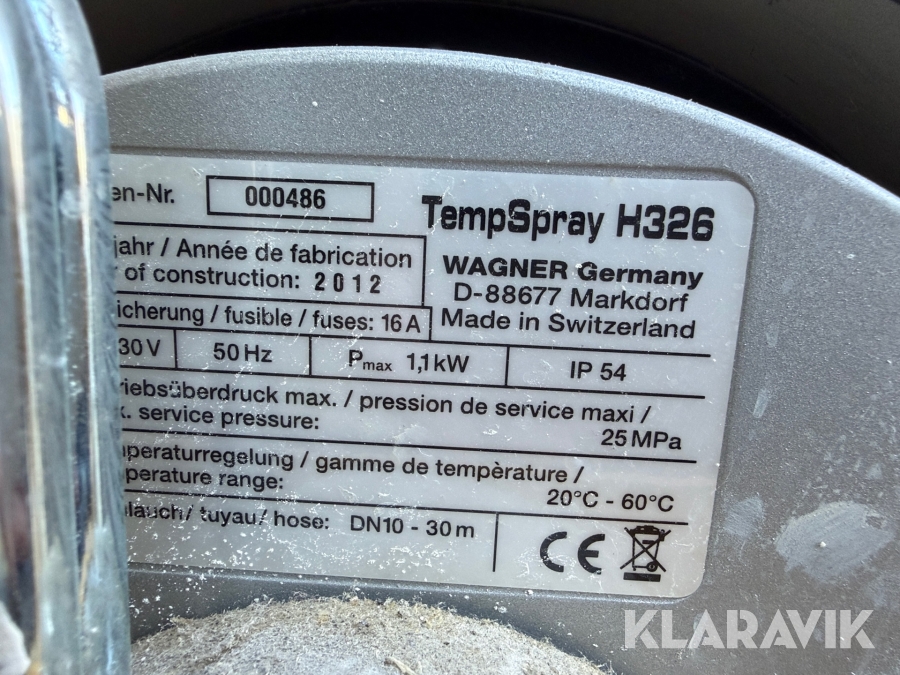 en-Nr. 000486
TempSpray H326
jahr / Année de fabrication
of construction: 2012
WAGNER Germany
D-88677 Markdorf
Made in Switzerland
icherung / fusible / fuses: 16 A
30 V 50 Hz Pmax 1,1 kW IP 54
riebsüberdruck max. / pression de service maxi /
. service pressure: 25 MPa
peraturregelung / gamme de tempèrature /
perature range: 20°C - 60°C
lauch/ tuyau/ hose: DN10 - 30 m
CE
KLARAVIK